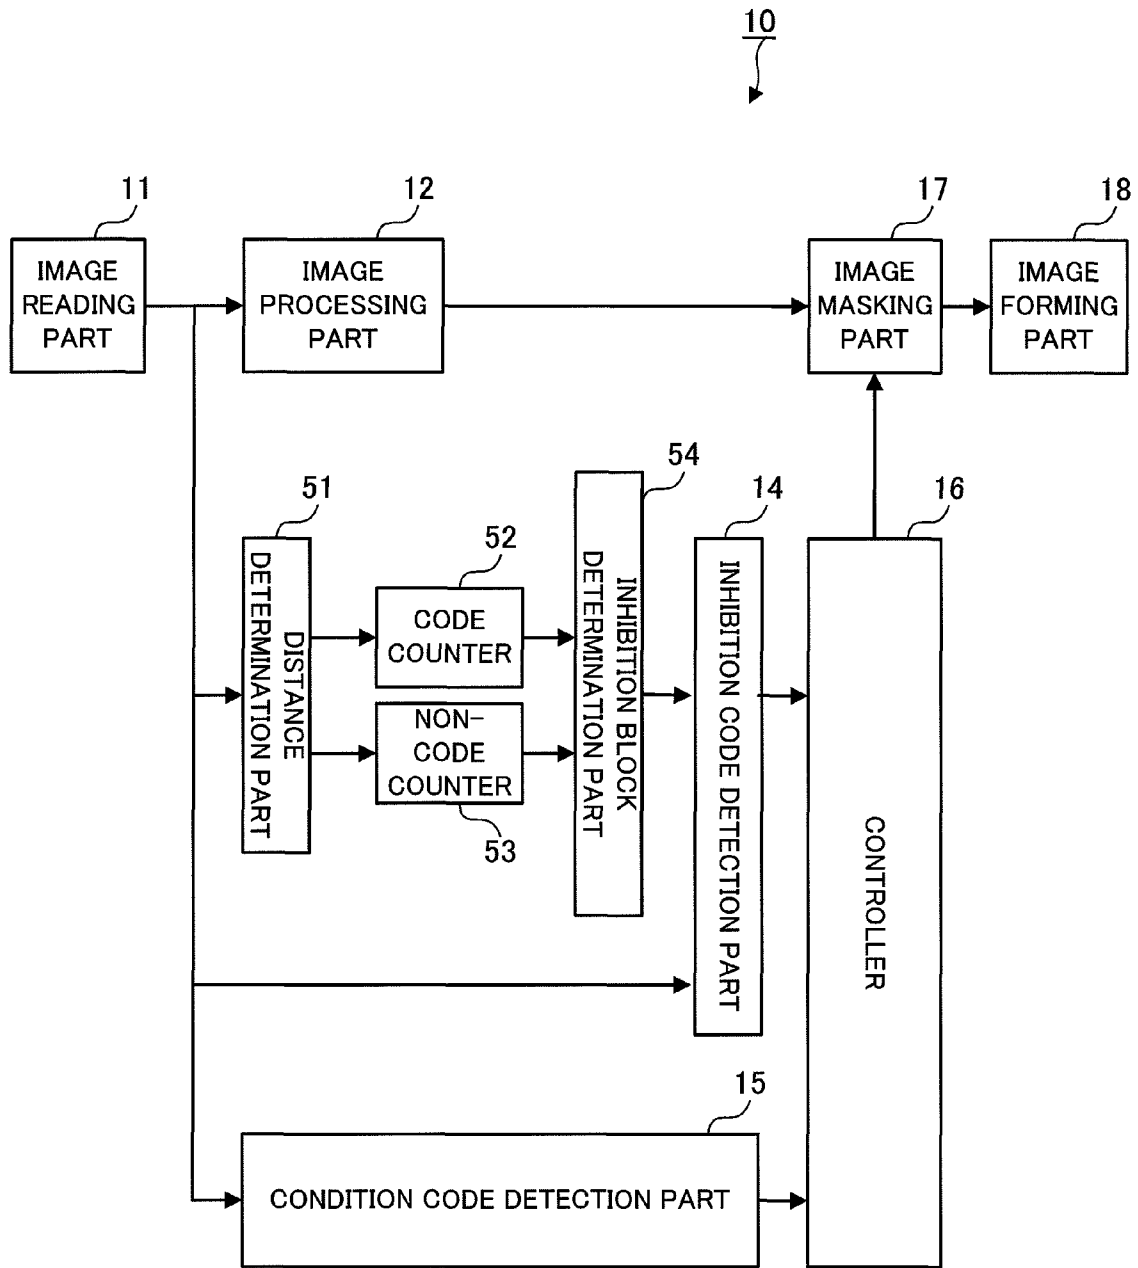 10
11
12
17
18
IMAGE
READING
PART
IMAGE
PROCESSING
PART
IMAGE
MASKING
PART
IMAGE
FORMING
PART
51
52
54
14
16
DISTANCE
DETERMINATION PART
CODE
COUNTER
NON-
CODE
COUNTER
53
INHIBITION BLOCK
DETERMINATION PART
INHIBITION CODE DETECTION PART
CONTROLLER
15
CONDITION CODE DETECTION PART